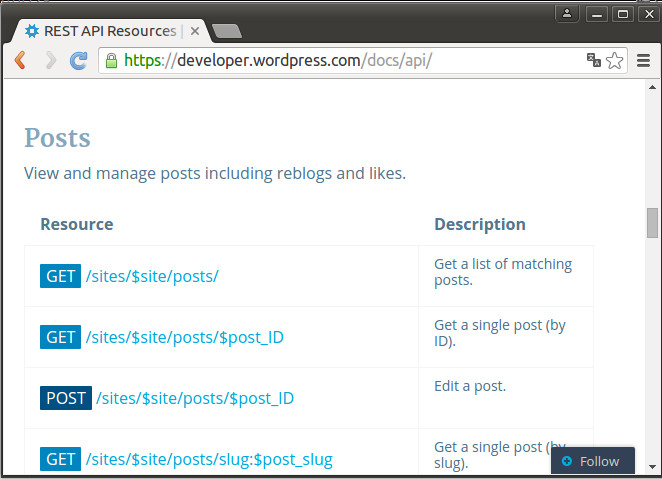 REST API Resources |
https://developer.wordpress.com/docs/api/
Posts
View and manage posts including reblogs and likes.
Resource Description
GET /sites/$site/posts/ Get a list of matching
posts.
GET /sites/$site/posts/$post_ID Get a single post (by
ID).
POST /sites/$site/posts/$post_ID Edit a post.
GET /sites/$site/posts/slug:$post_slug Get a single post (by
slug).
Follow